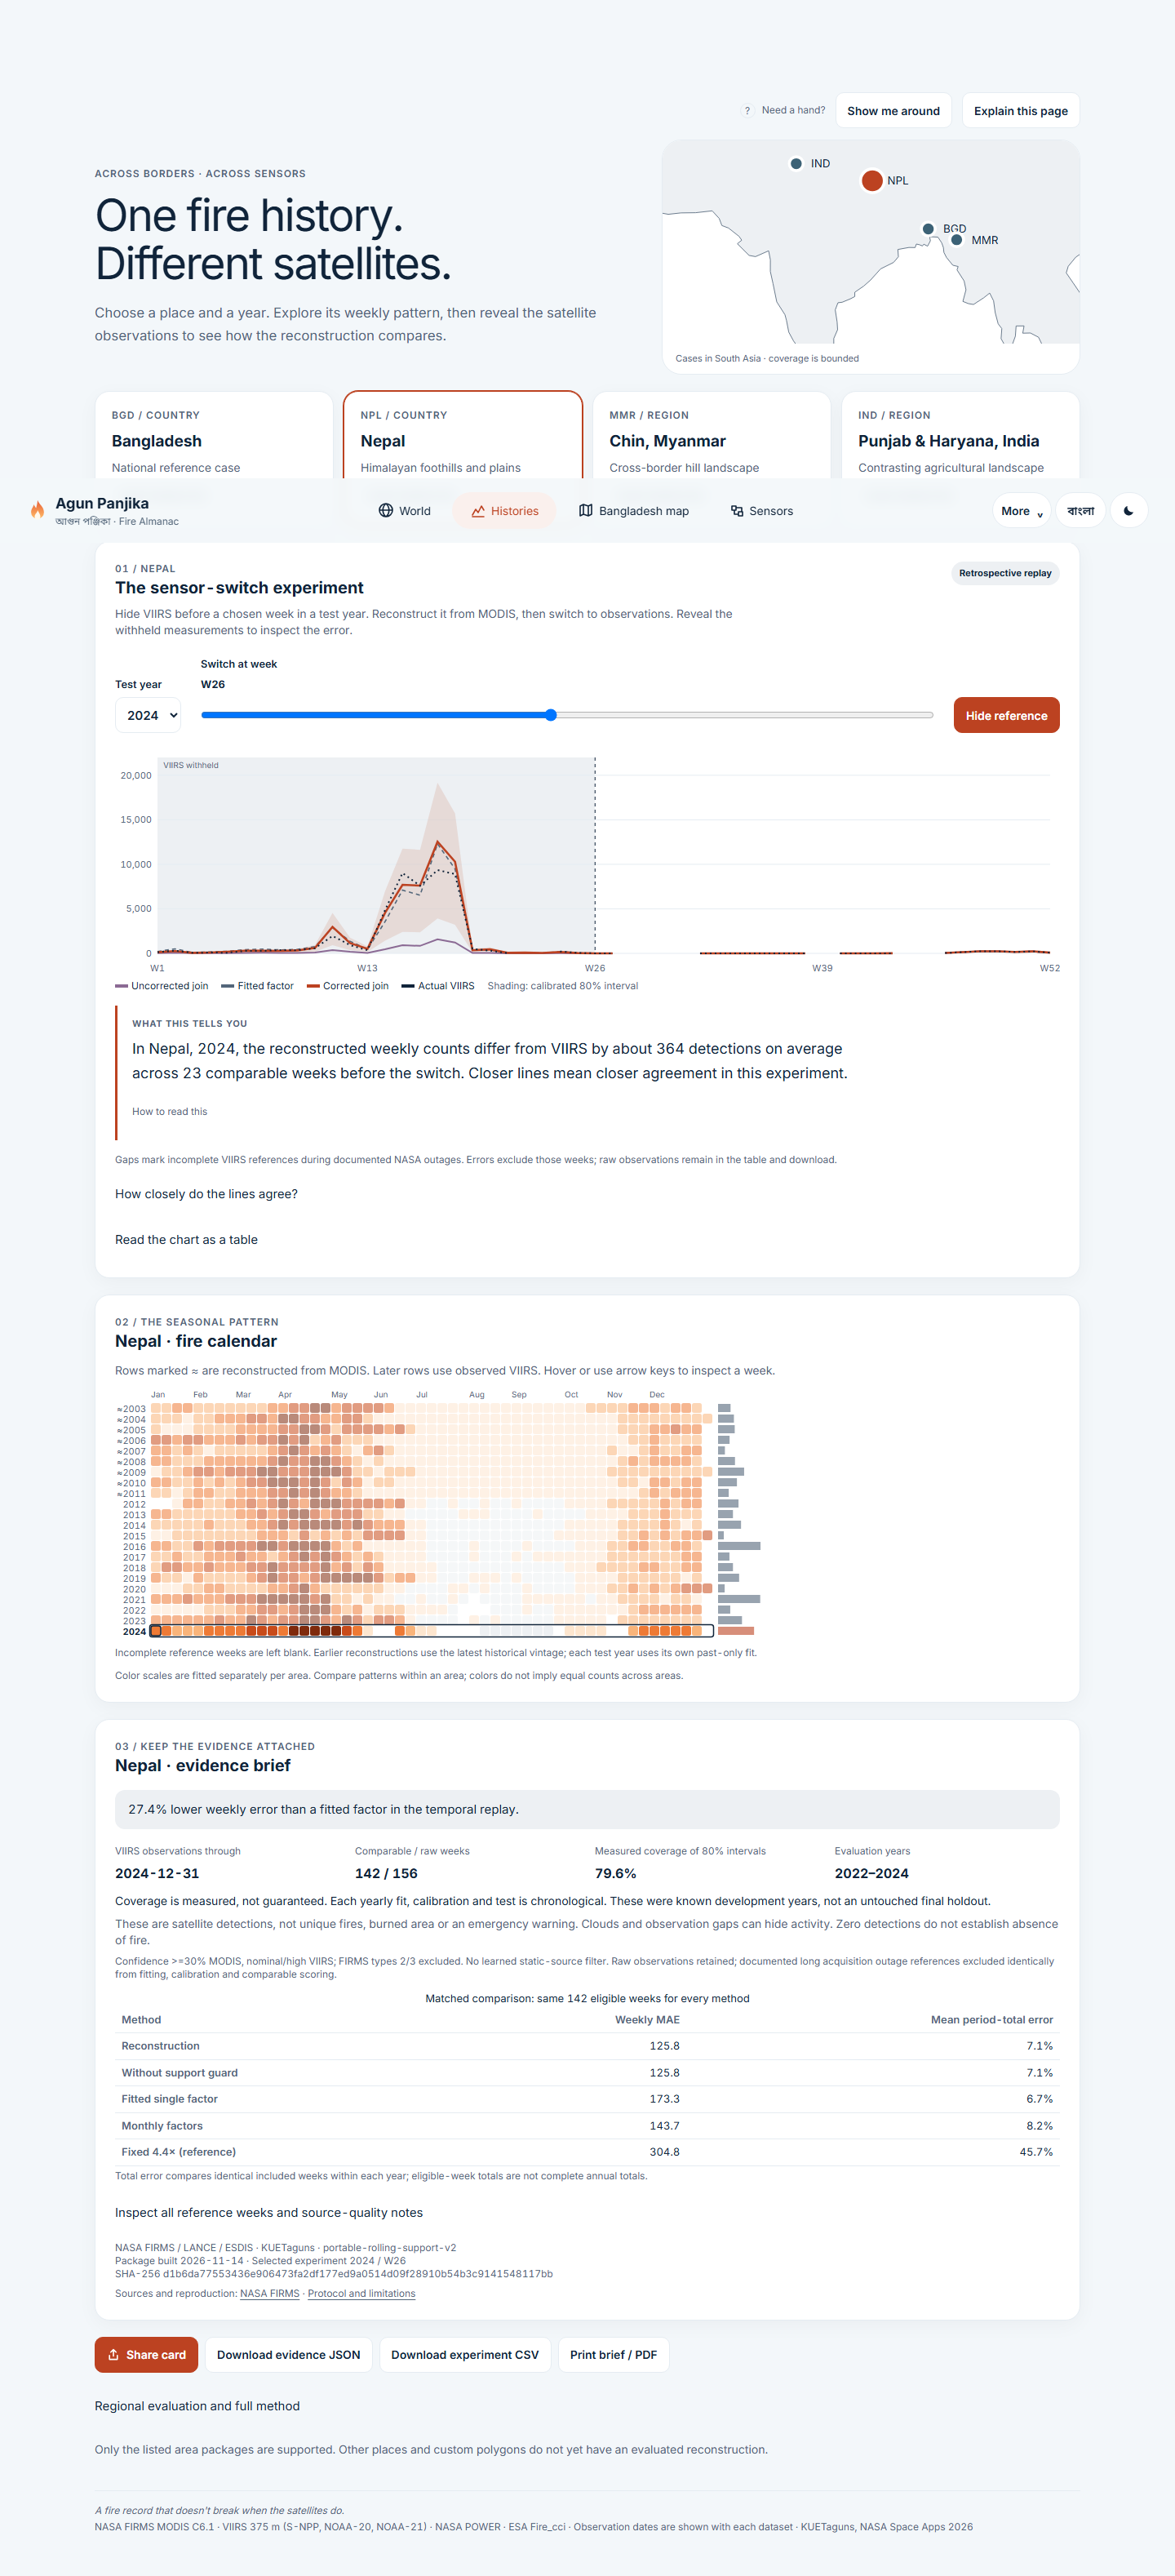 ? Need a hand? Show me around Explain this page
ACROSS BORDERS · ACROSS SENSORS
One fire history.
Different satellites.
Choose a place and a year. Explore its weekly pattern, then reveal the satellite
observations to see how the reconstruction compares.
IND
NPL
BGD
MMR
Cases in South Asia · coverage is bounded
BGD / COUNTRY
Bangladesh
National reference case
NPL / COUNTRY
Nepal
Himalayan foothills and plains
MMR / REGION
Chin, Myanmar
Cross-border hill landscape
IND / REGION
Punjab & Haryana, India
Contrasting agricultural landscape
Agun Panjika
আগুন পঞ্জিকা · Fire Almanac
World Histories Bangladesh map Sensors More বাংলা
01 / NEPAL
The sensor-switch experiment
Retrospective replay
Hide VIIRS before a chosen week in a test year. Reconstruct it from MODIS, then switch to observations. Reveal the
withheld measurements to inspect the error.
Switch at week
Test year W26
2024 Hide reference
VIIRS withheld
20,000
15,000
10,000
5,000
0
W1 W13 W26 W39 W52
Uncorrected join Fitted factor Corrected join Actual VIIRS Shading: calibrated 80% interval
WHAT THIS TELLS YOU
In Nepal, 2024, the reconstructed weekly counts differ from VIIRS by about 364 detections on average
across 23 comparable weeks before the switch. Closer lines mean closer agreement in this experiment.
How to read this
Gaps mark incomplete VIIRS references during documented NASA outages. Errors exclude those weeks; raw observations remain in the table and download.
How closely do the lines agree?
Read the chart as a table
02 / THE SEASONAL PATTERN
Nepal · fire calendar
Rows marked ≈ are reconstructed from MODIS. Later rows use observed VIIRS. Hover or use arrow keys to inspect a week.
Jan Feb Mar Apr May Jun Jul Aug Sep Oct Nov Dec
≈2003
≈2004
≈2005
≈2006
≈2007
≈2008
≈2009
≈2010
≈2011
2012
2013
2014
2015
2016
2017
2018
2019
2020
2021
2022
2023
2024
Incomplete reference weeks are left blank. Earlier reconstructions use the latest historical vintage; each test year uses its own past-only fit.
Color scales are fitted separately per area. Compare patterns within an area; colors do not imply equal counts across areas.
03 / KEEP THE EVIDENCE ATTACHED
Nepal · evidence brief
27.4% lower weekly error than a fitted factor in the temporal replay.
VIIRS observations through Comparable / raw weeks Measured coverage of 80% intervals Evaluation years
2024-12-31 142 / 156 79.6% 2022–2024
Coverage is measured, not guaranteed. Each yearly fit, calibration and test is chronological. These were known development years, not an untouched final holdout.
These are satellite detections, not unique fires, burned area or an emergency warning. Clouds and observation gaps can hide activity. Zero detections do not establish absence
of fire.
Confidence >=30% MODIS, nominal/high VIIRS; FIRMS types 2/3 excluded. No learned static-source filter. Raw observations retained; documented long acquisition outage references excluded identically
from fitting, calibration and comparable scoring.
Matched comparison: same 142 eligible weeks for every method
Method Weekly MAE Mean period-total error
Reconstruction 125.8 7.1%
Without support guard 125.8 7.1%
Fitted single factor 173.3 6.7%
Monthly factors 143.7 8.2%
Fixed 4.4× (reference) 304.8 45.7%
Total error compares identical included weeks within each year; eligible-week totals are not complete annual totals.
Inspect all reference weeks and source-quality notes
NASA FIRMS / LANCE / ESDIS · KUETaguns · portable-rolling-support-v2
Package built 2026-11-14 · Selected experiment 2024 / W26
SHA-256 d1b6da77553436e906473fa2df177ed9a0514d09f28910b54b3c9141548117bb
Sources and reproduction: NASA FIRMS · Protocol and limitations
Share card Download evidence JSON Download experiment CSV Print brief / PDF
Regional evaluation and full method
Only the listed area packages are supported. Other places and custom polygons do not yet have an evaluated reconstruction.
A fire record that doesn't break when the satellites do.
NASA FIRMS MODIS C6.1 · VIIRS 375 m (S-NPP, NOAA-20, NOAA-21) · NASA POWER · ESA Fire_cci · Observation dates are shown with each dataset · KUETaguns, NASA Space Apps 2026